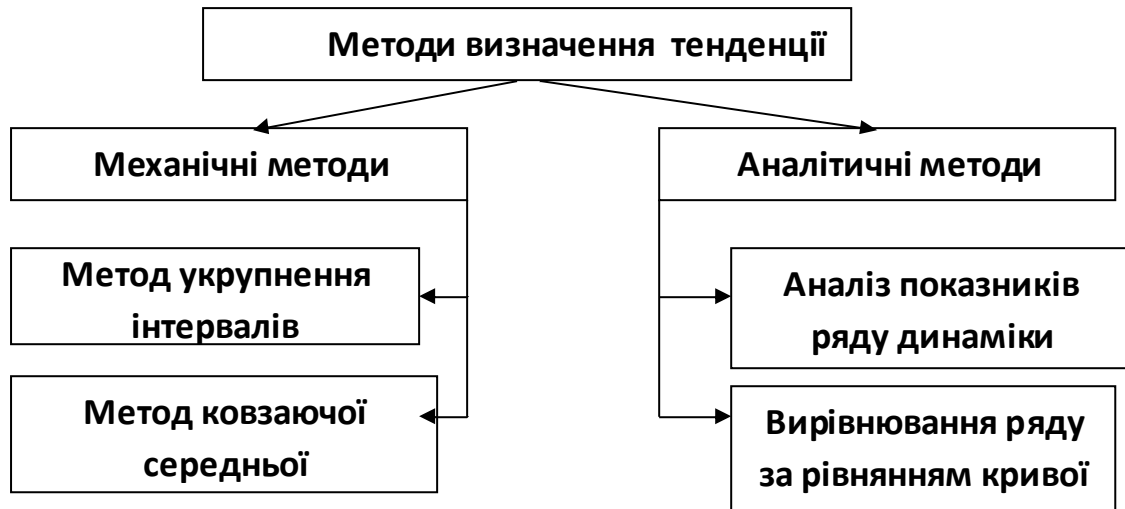 Методи визначення тенденції
Механічні методи
Аналітичні методи
Метод укрупнення
інтервалів
Аналіз показників
ряду динаміки
Метод ковзаючої
середньої
Вирівнювання ряду
за рівнянням кривої